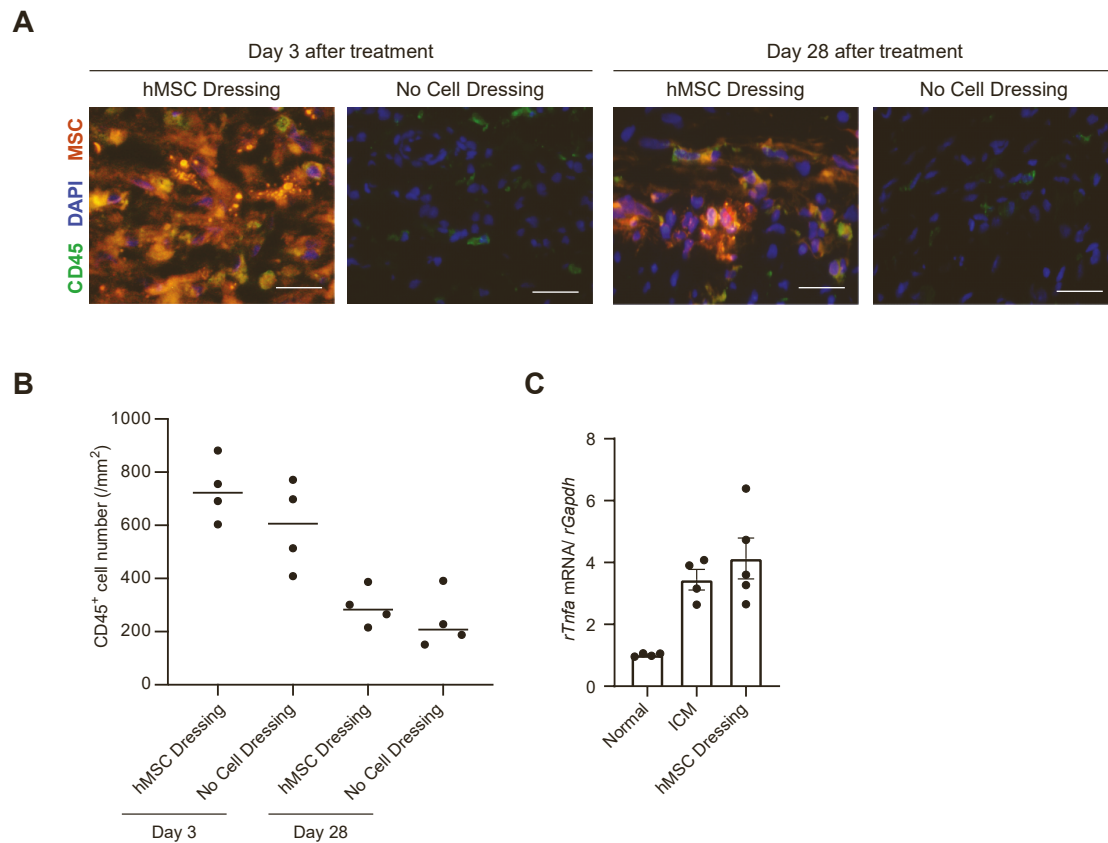 A
Day 3 after treatment
Day 28 after treatment
hMSC Dressing
No Cell Dressing
hMSC Dressing
No Cell Dressing
CD45 DAPI MSC
B
CD45⁺ cell number (/mm²)
1000
800
600
400
200
0
hMSC Dressing
No Cell Dressing
hMSC Dressing
No Cell Dressing
Day 3
Day 28
C
rTnfa mRNA/ rGapdh
8
6
4
2
0
Normal
ICM
hMSC Dressing